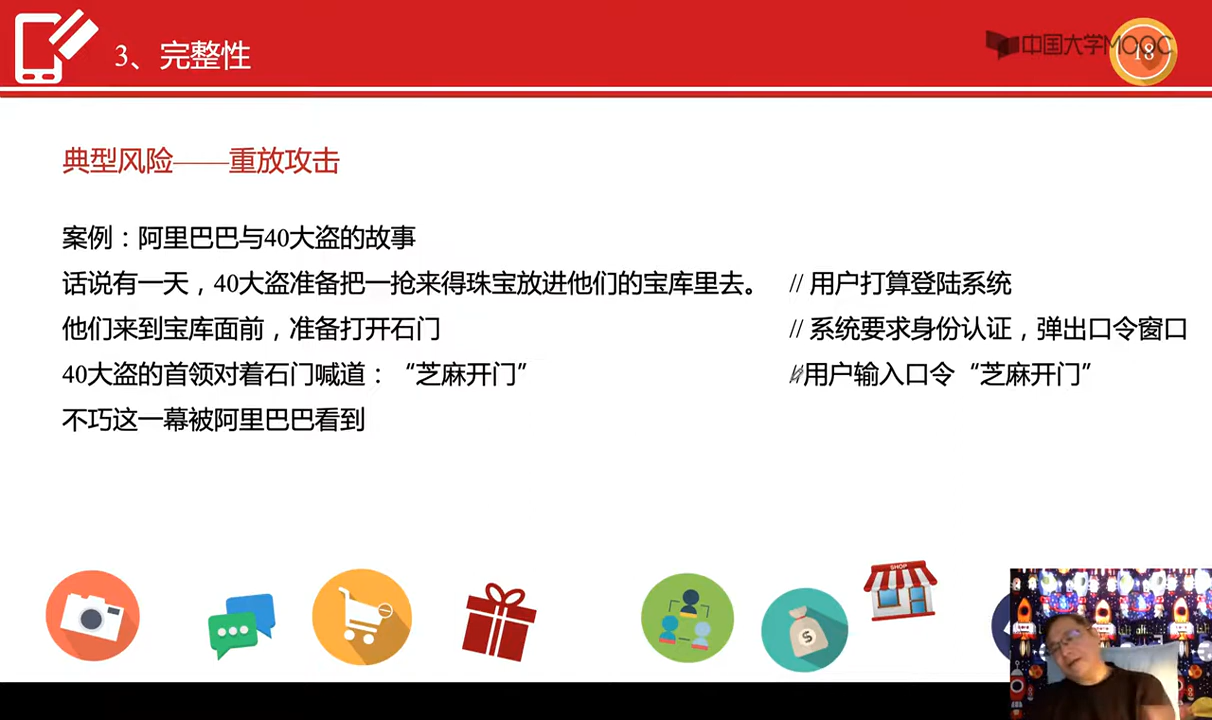 3、完整性
中国大学MOOC
18
典型风险——重放攻击
案例：阿里巴巴与40大盗的故事
话说有一天，40大盗准备把一抢来得珠宝放进他们的宝库里去。 // 用户打算登陆系统
他们来到宝库面前，准备打开石门 // 系统要求身份认证，弹出口令窗口
40大盗的首领对着石门喊道：“芝麻开门” //用户输入口令“芝麻开门”
不巧这一幕被阿里巴巴看到
SHOP
$